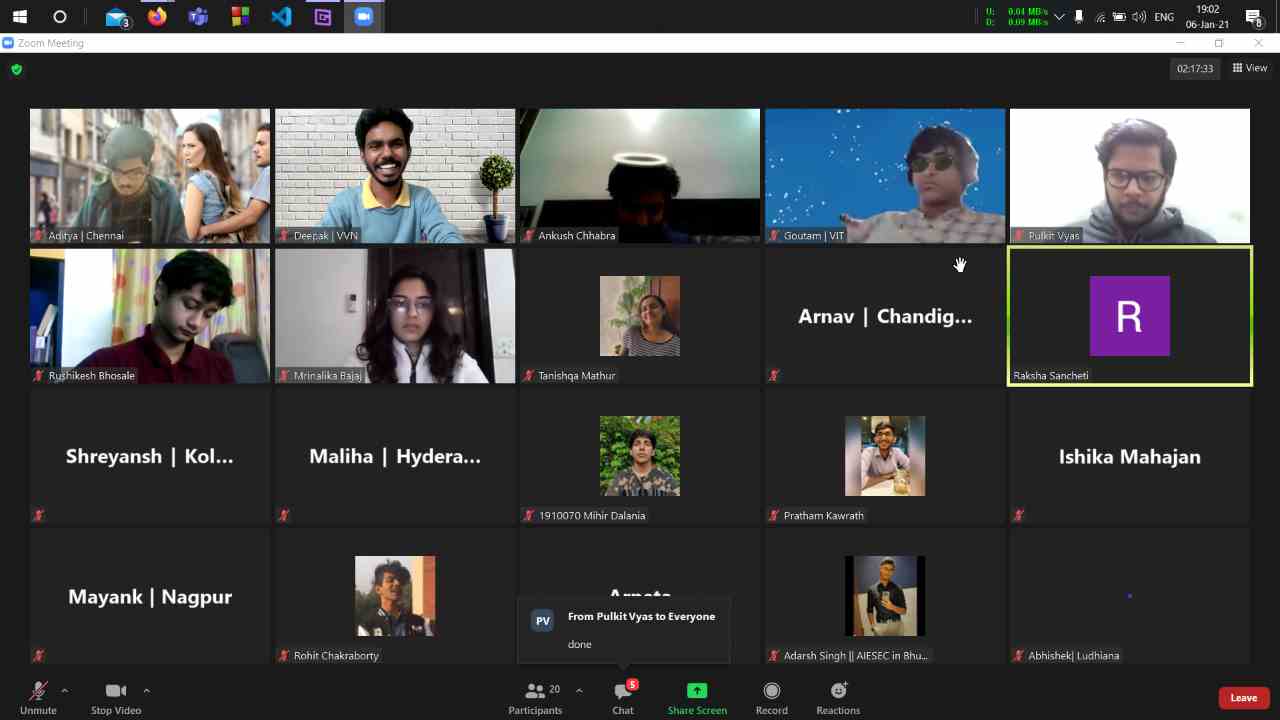 3
U: 0.04 MB/s
D: 0.09 MB/s
ENG
19:02
06-Jan-21
8
Zoom Meeting
02:17:33
View
Aditya | Chennai
Deepak | VVN
Ankush Chhabra
Goutam | VIT
Pulkit Vyas
Rushikesh Bhosale
Mrinalika Bajaj
Tanishqa Mathur
Arnav | Chandig...
R
Raksha Sancheti
Shreyansh | Kol...
Maliha | Hydera...
1910070 Mihir Dalania
Pratham Kawrath
Ishika Mahajan
Mayank | Nagpur
Rohit Chakraborty
PV
From Pulkit Vyas to Everyone
done
Adarsh Singh || AIESEC in Bhu...
Abhishek| Ludhiana
Unmute
Stop Video
Participants
20
Chat
5
Share Screen
Record
Reactions
Leave